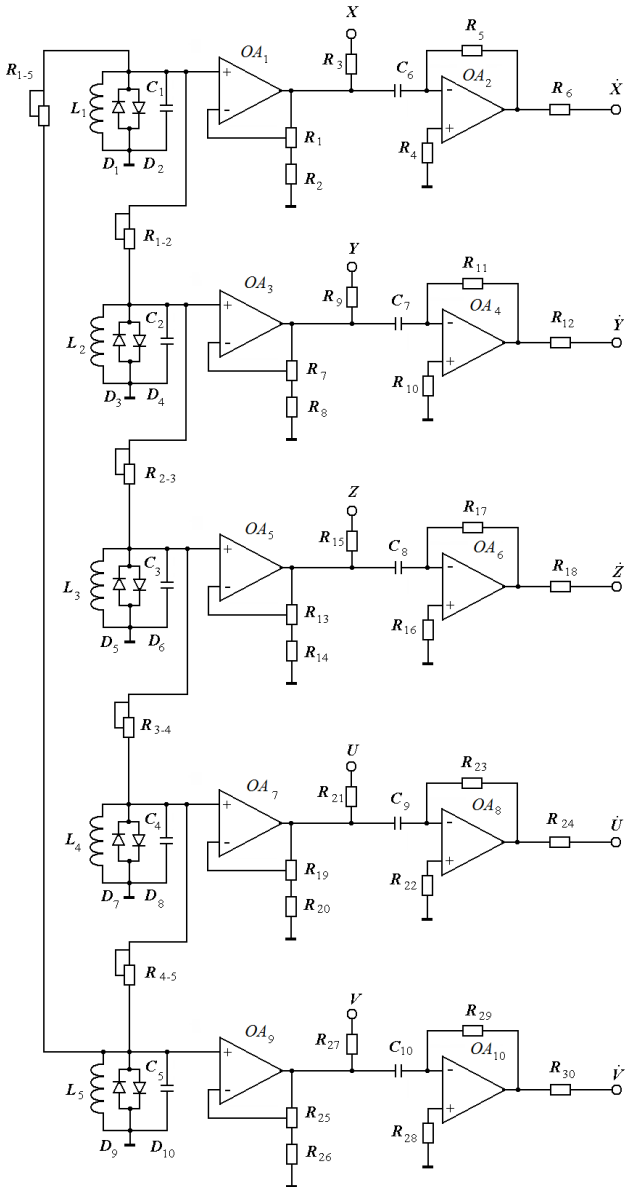 X
OA₁ R₅
R₁₋₅ R₃ C₆ OA₂ Ẋ
L₁ C₁ + - R₆
- + R₁ R₄
D₁ D₂ R₂
R₁₋₂
Y
OA₃ R₁₁
R₉ C₇ OA₄ Ẏ
L₂ C₂ + - R₁₂
- + R₇ R₁₀
D₃ D₄ R₈
R₂₋₃
Z
OA₅ R₁₇
R₁₅ C₈ OA₆ Ż
L₃ C₃ + - R₁₈
- + R₁₃ R₁₆
D₅ D₆ R₁₄
R₃₋₄
U
OA₇ R₂₃
R₂₁ C₉ OA₈ U̇
L₄ C₄ + - R₂₄
- + R₁₉ R₂₂
D₇ D₈ R₂₀
R₄₋₅
V
OA₉ R₂₉
R₂₇ C₁₀ OA₁₀ V̇
L₅ C₅ + - R₃₀
- + R₂₅ R₂₈
D₉ D₁₀ R₂₆